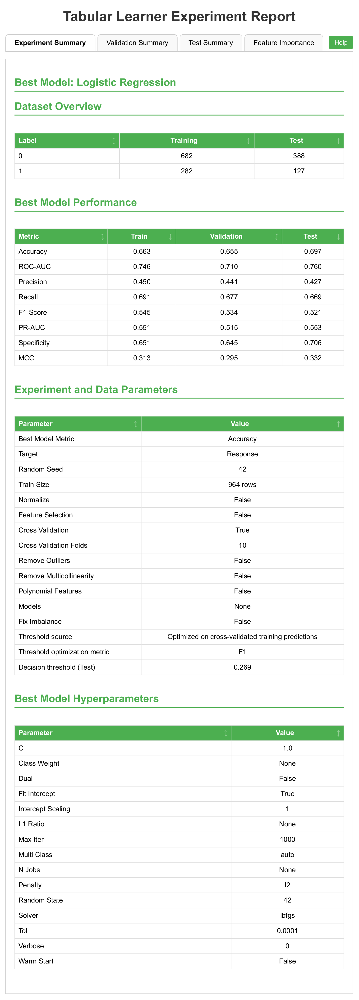 Tabular Learner Experiment Report
Experiment Summary Validation Summary Test Summary Feature Importance Help
Best Model: Logistic Regression
Dataset Overview
Label Training Test
0 682 388
1 282 127
Best Model Performance
Metric Train Validation Test
Accuracy 0.663 0.655 0.697
ROC-AUC 0.746 0.710 0.760
Precision 0.450 0.441 0.427
Recall 0.691 0.677 0.669
F1-Score 0.545 0.534 0.521
PR-AUC 0.551 0.515 0.553
Specificity 0.651 0.645 0.706
MCC 0.313 0.295 0.332
Experiment and Data Parameters
Parameter Value
Best Model Metric Accuracy
Target Response
Random Seed 42
Train Size 964 rows
Normalize False
Feature Selection False
Cross Validation True
Cross Validation Folds 10
Remove Outliers False
Remove Multicollinearity False
Polynomial Features False
Models None
Fix Imbalance False
Threshold source Optimized on cross-validated training predictions
Threshold optimization metric F1
Decision threshold (Test) 0.269
Best Model Hyperparameters
Parameter Value
C 1.0
Class Weight None
Dual False
Fit Intercept True
Intercept Scaling 1
L1 Ratio None
Max Iter 1000
Multi Class auto
N Jobs None
Penalty l2
Random State 42
Solver lbfgs
Tol 0.0001
Verbose 0
Warm Start False